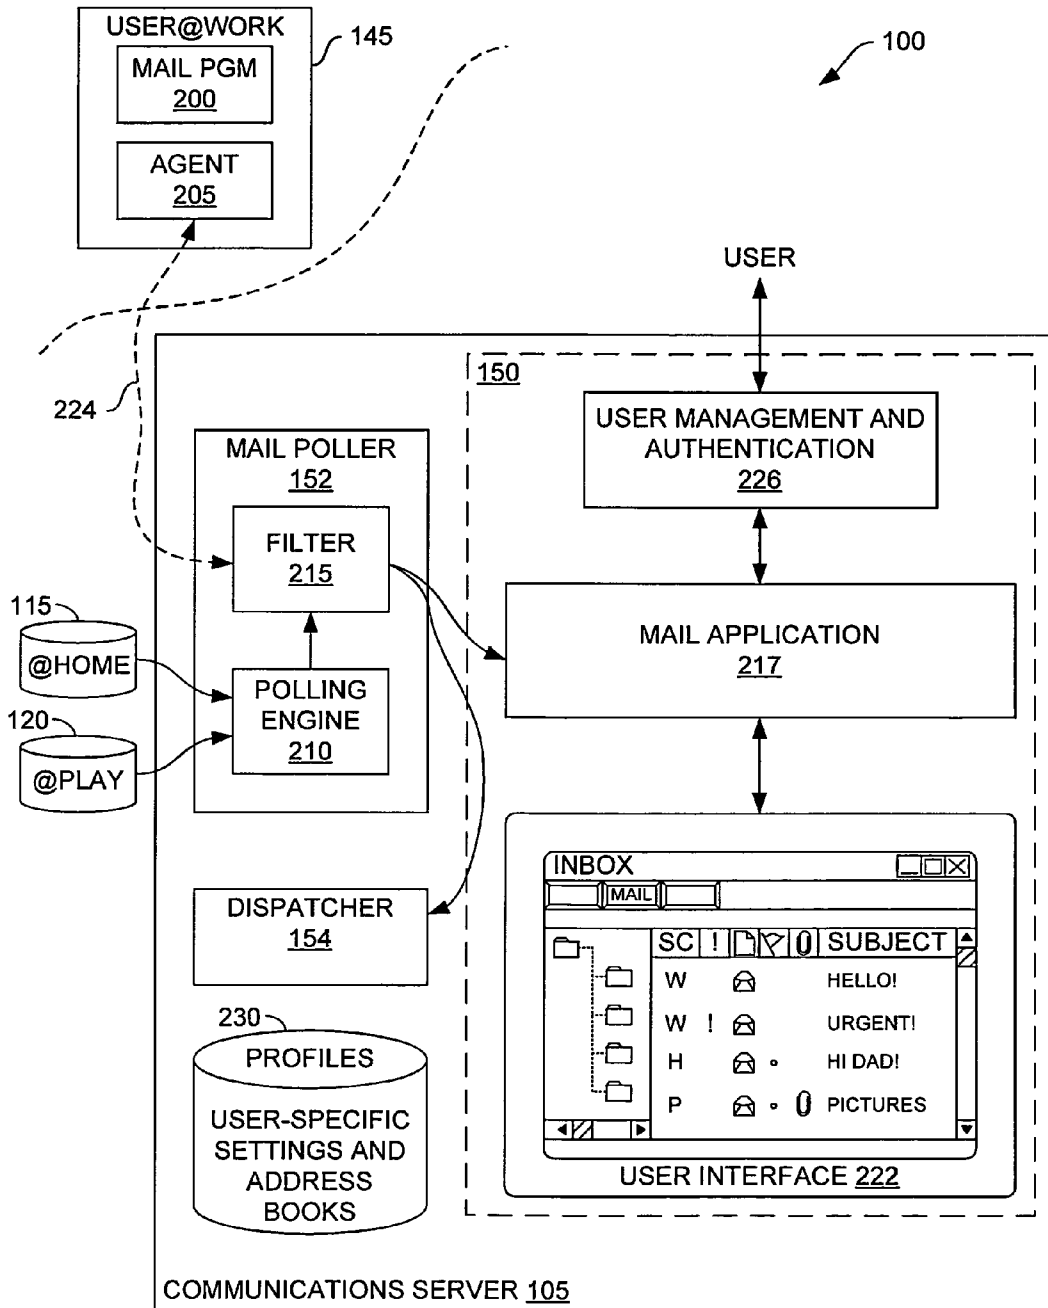 USER@WORK
145
MAIL PGM
200
AGENT
205
100
USER
224
150
USER MANAGEMENT AND
AUTHENTICATION
226
MAIL POLLER
152
FILTER
215
115
@HOME
POLLING
ENGINE
210
120
@PLAY
MAIL APPLICATION
217
DISPATCHER
154
INBOX
MAIL
SC ! SUBJECT
W HELLO!
W ! URGENT!
H HI DAD!
P PICTURES
USER INTERFACE 222
230
PROFILES
USER-SPECIFIC
SETTINGS AND
ADDRESS
BOOKS
COMMUNICATIONS SERVER 105